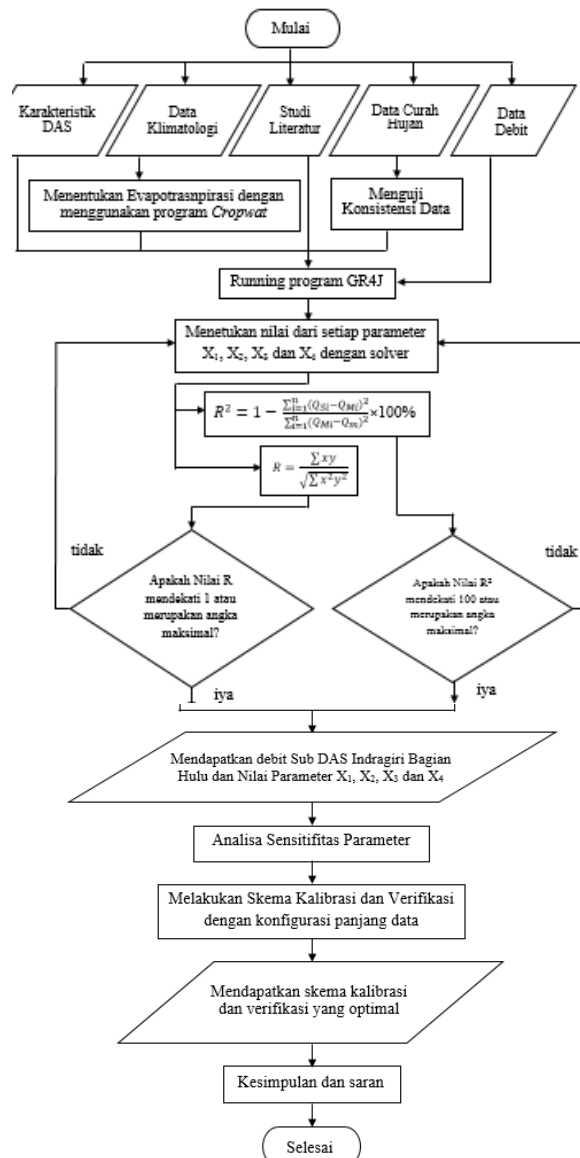 Mulai
Karakteristik
DAS
Data
Klimatologi
Studi
Literatur
Data Curah
Hujan
Data
Debit
Menentukan Evapotrasnpirasi dengan
menggunakan program Cropwat
Menguji
Konsistensi Data
Running program GR4J
Menetukan nilai dari setiap parameter
X₁, X₂, X₃ dan X₄ dengan solver
R² = 1 − ∑ⁿᵢ₌₁(Q_Si−Q_Mi)² / ∑ⁿᵢ₌₁(Q_Mi−Q_m)² ×100%
R = ∑xy / √(∑x²y²)
tidak
tidak
Apakah Nilai R
mendekati 1 atau
merupakan angka
maksimal?
Apakah Nilai R²
mendekati 100 atau
merupakan angka
maksimal?
iya
iya
Mendapatkan debit Sub DAS Indragiri Bagian
Hulu dan Nilai Parameter X₁, X₂, X₃ dan X₄
Analisa Sensitifitas Parameter
Melakukan Skema Kalibrasi dan Verifikasi
dengan konfigurasi panjang data
Mendapatkan skema kalibrasi
dan verifikasi yang optimal
Kesimpulan dan saran
Selesai